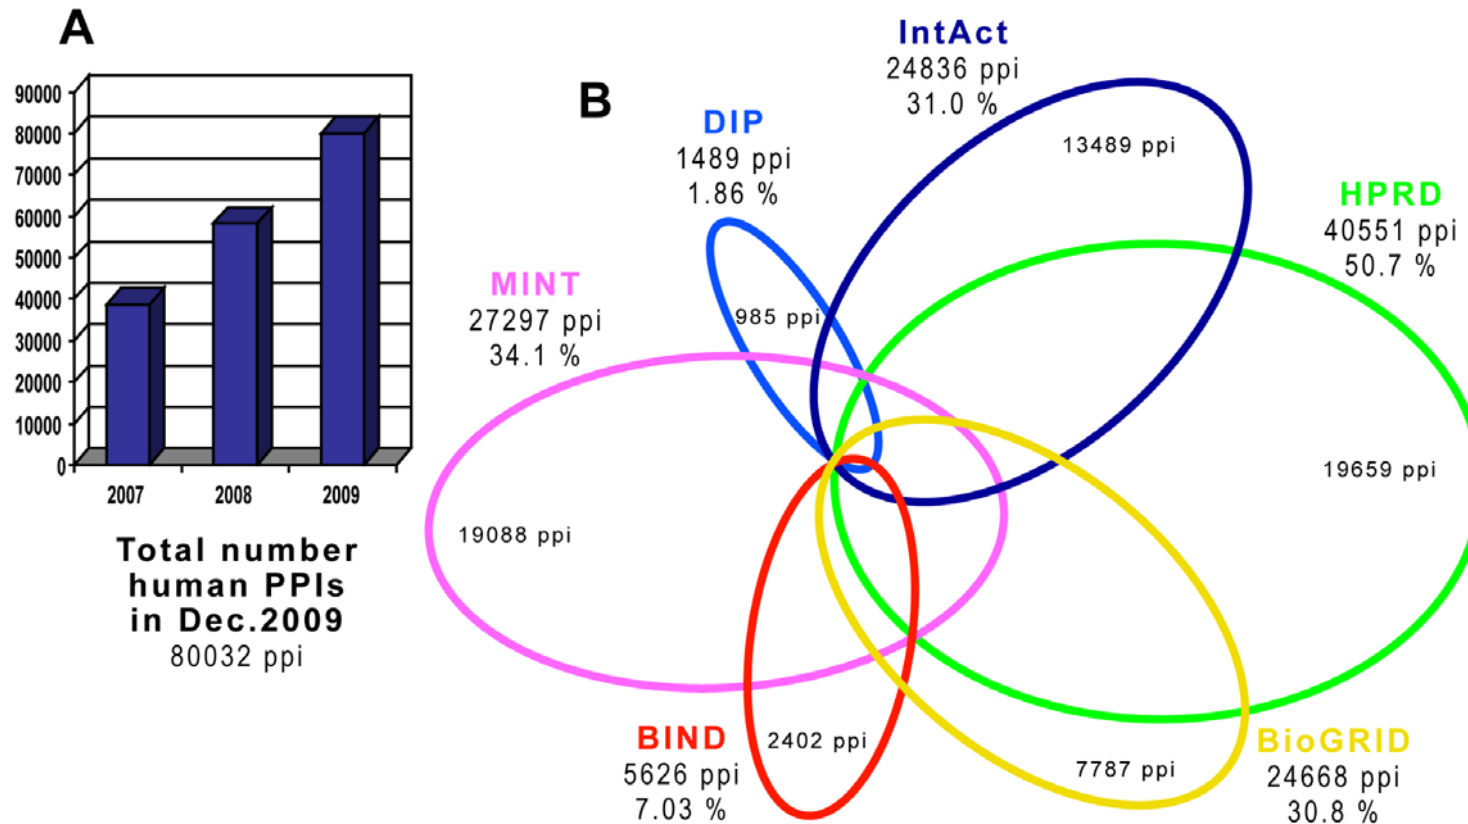 A
90000
80000
70000
60000
50000
40000
30000
20000
10000
0
2007
2008
2009
Total number
human PPIs
in Dec.2009
80032 ppi
B
IntAct
24836 ppi
31.0 %
13489 ppi
DIP
1489 ppi
1.86 %
985 ppi
HPRD
40551 ppi
50.7 %
19659 ppi
MINT
27297 ppi
34.1 %
19088 ppi
BIND
5626 ppi
7.03 %
2402 ppi
BioGRID
24668 ppi
30.8 %
7787 ppi